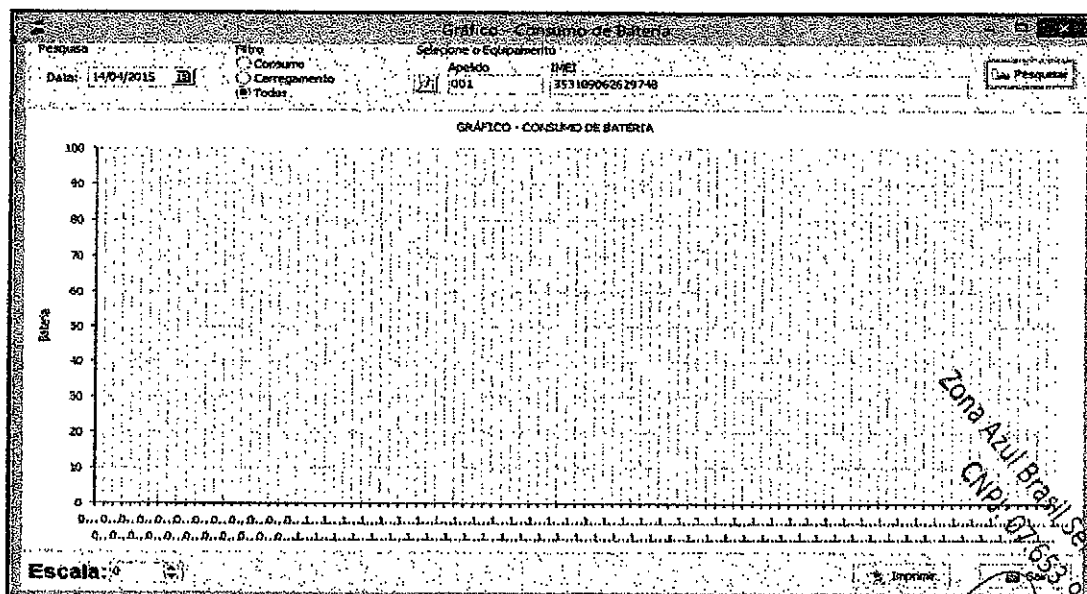 Gráfico - Consumo de Bateria
Pesquisa
Data: 14/04/2015
Filtro
Consumo
Carregamento
Todas
Selecione o Equipamento
Apelido
001
IMEI
Pesquisar
GRÁFICO - CONSUMO DE BATERIA
Bateria
100
90
80
70
60
50
40
30
20
10
0
Escala: 0
Imprimir
Sair
Zona Azul Brasil
CNPJ: 07653